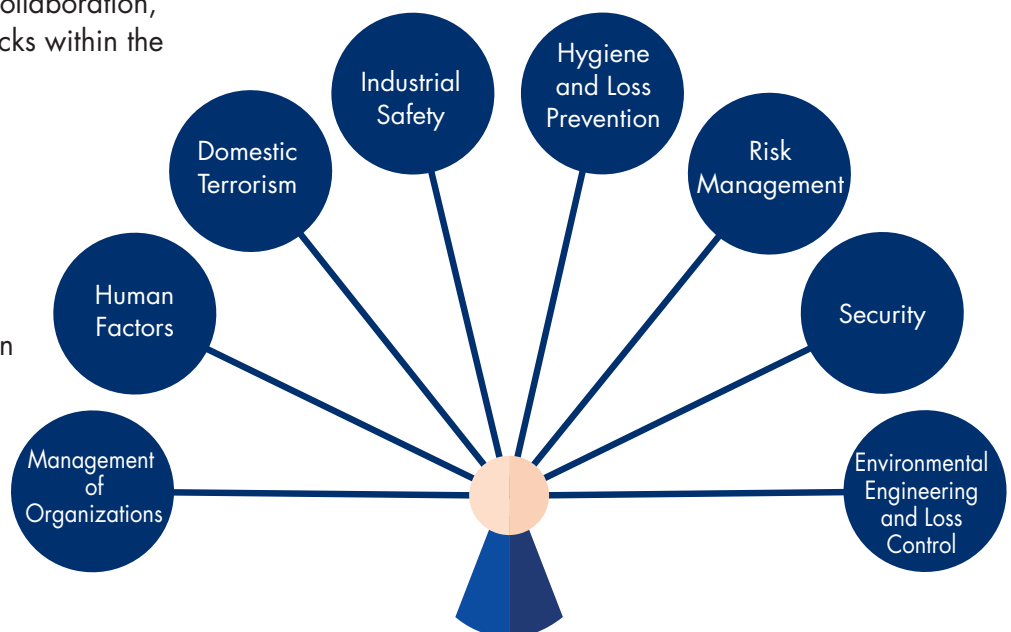 ollaboration,
cks within the
n
Industrial
Safety
Hygiene
and Loss
Prevention
Domestic
Terrorism
Risk
Management
Human
Factors
Security
Management
of
Organizations
Environmental
Engineering
and Loss
Control